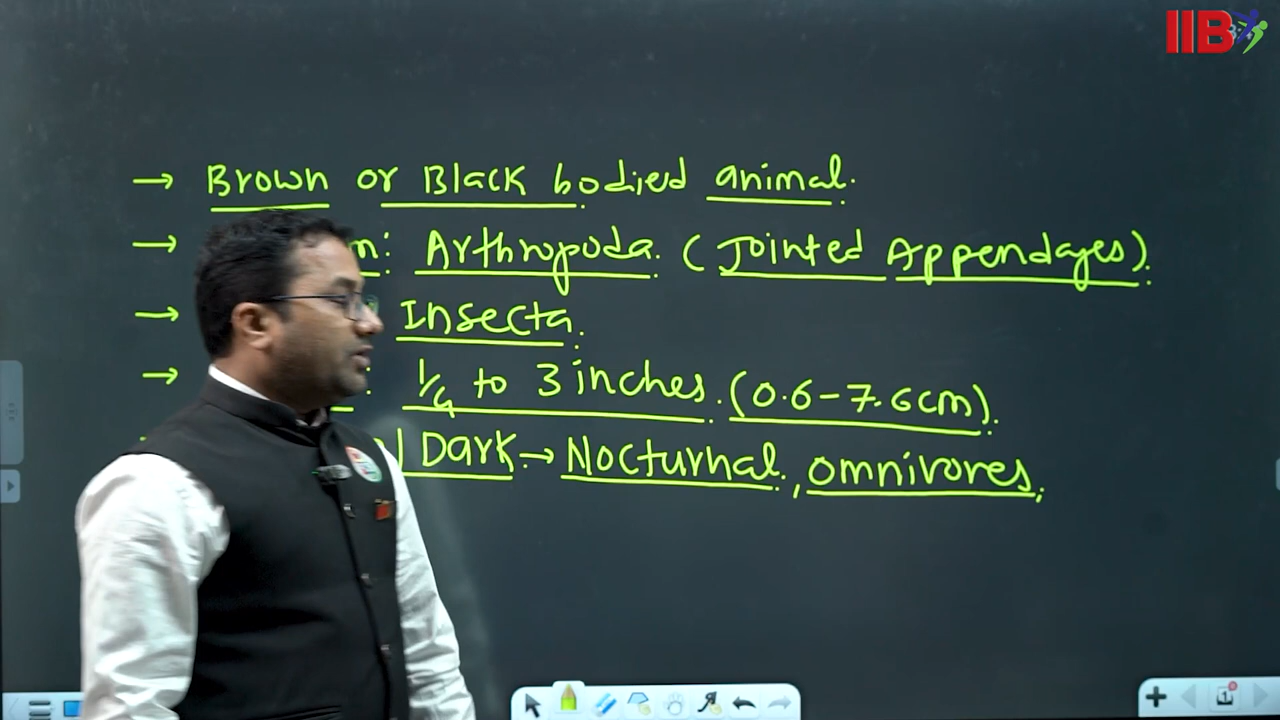 IIB
→ Brown or Black bodied animal.
→ m: Arthropoda. (Jointed Appendages).
→ Insecta.
→ : 1/4 to 3 inches. (0.6-7.6cm).
Dark. → Nocturnal, omnivores,